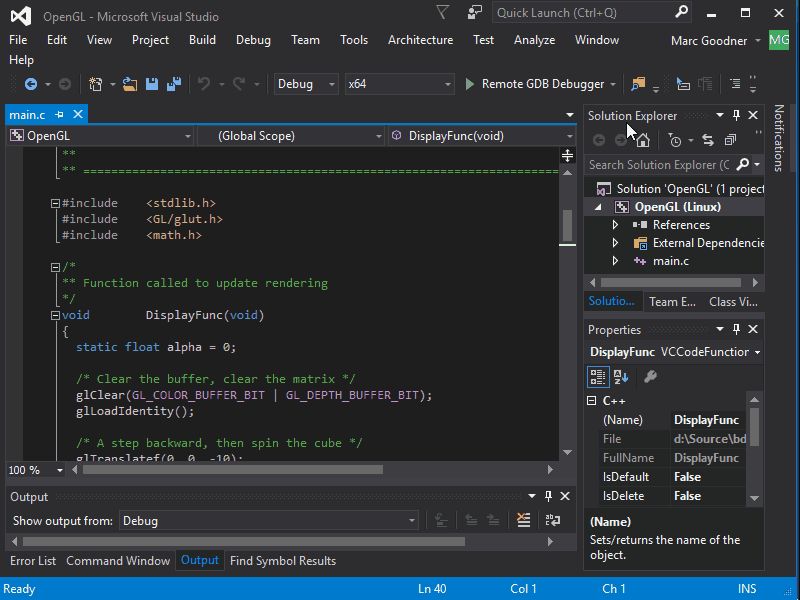 OpenGL - Microsoft Visual Studio
Quick Launch (Ctrl+Q)
File Edit View Project Build Debug Team Tools Architecture Test Analyze Window Marc Goodner MG
Help
Debug x64 Remote GDB Debugger
main.c
OpenGL (Global Scope) DisplayFunc(void)
**
** ====================================================================
#include <stdlib.h>
#include <GL/glut.h>
#include <math.h>
/*
** Function called to update rendering
*/
void DisplayFunc(void)
{
static float alpha = 0;
/* Clear the buffer, clear the matrix */
glClear(GL_COLOR_BUFFER_BIT | GL_DEPTH_BUFFER_BIT);
glLoadIdentity();
/* A step backward, then spin the cube */
glTranslatef(0, 0, -10);
100 %
Output
Show output from: Debug
Error List Command Window Output Find Symbol Results
Solution Explorer
Search Solution Explorer (C
Solution 'OpenGL' (1 project
OpenGL (Linux)
References
External Dependencie
main.c
Solutio... Team E... Class Vi...
Properties
DisplayFunc VCCodeFunction
C++
(Name) DisplayFunc
File d:\Source\bd
FullName DisplayFunc
IsDefault False
IsDelete False
(Name)
Sets/returns the name of the
object.
Notifications
Ready Ln 40 Col 1 Ch 1 INS